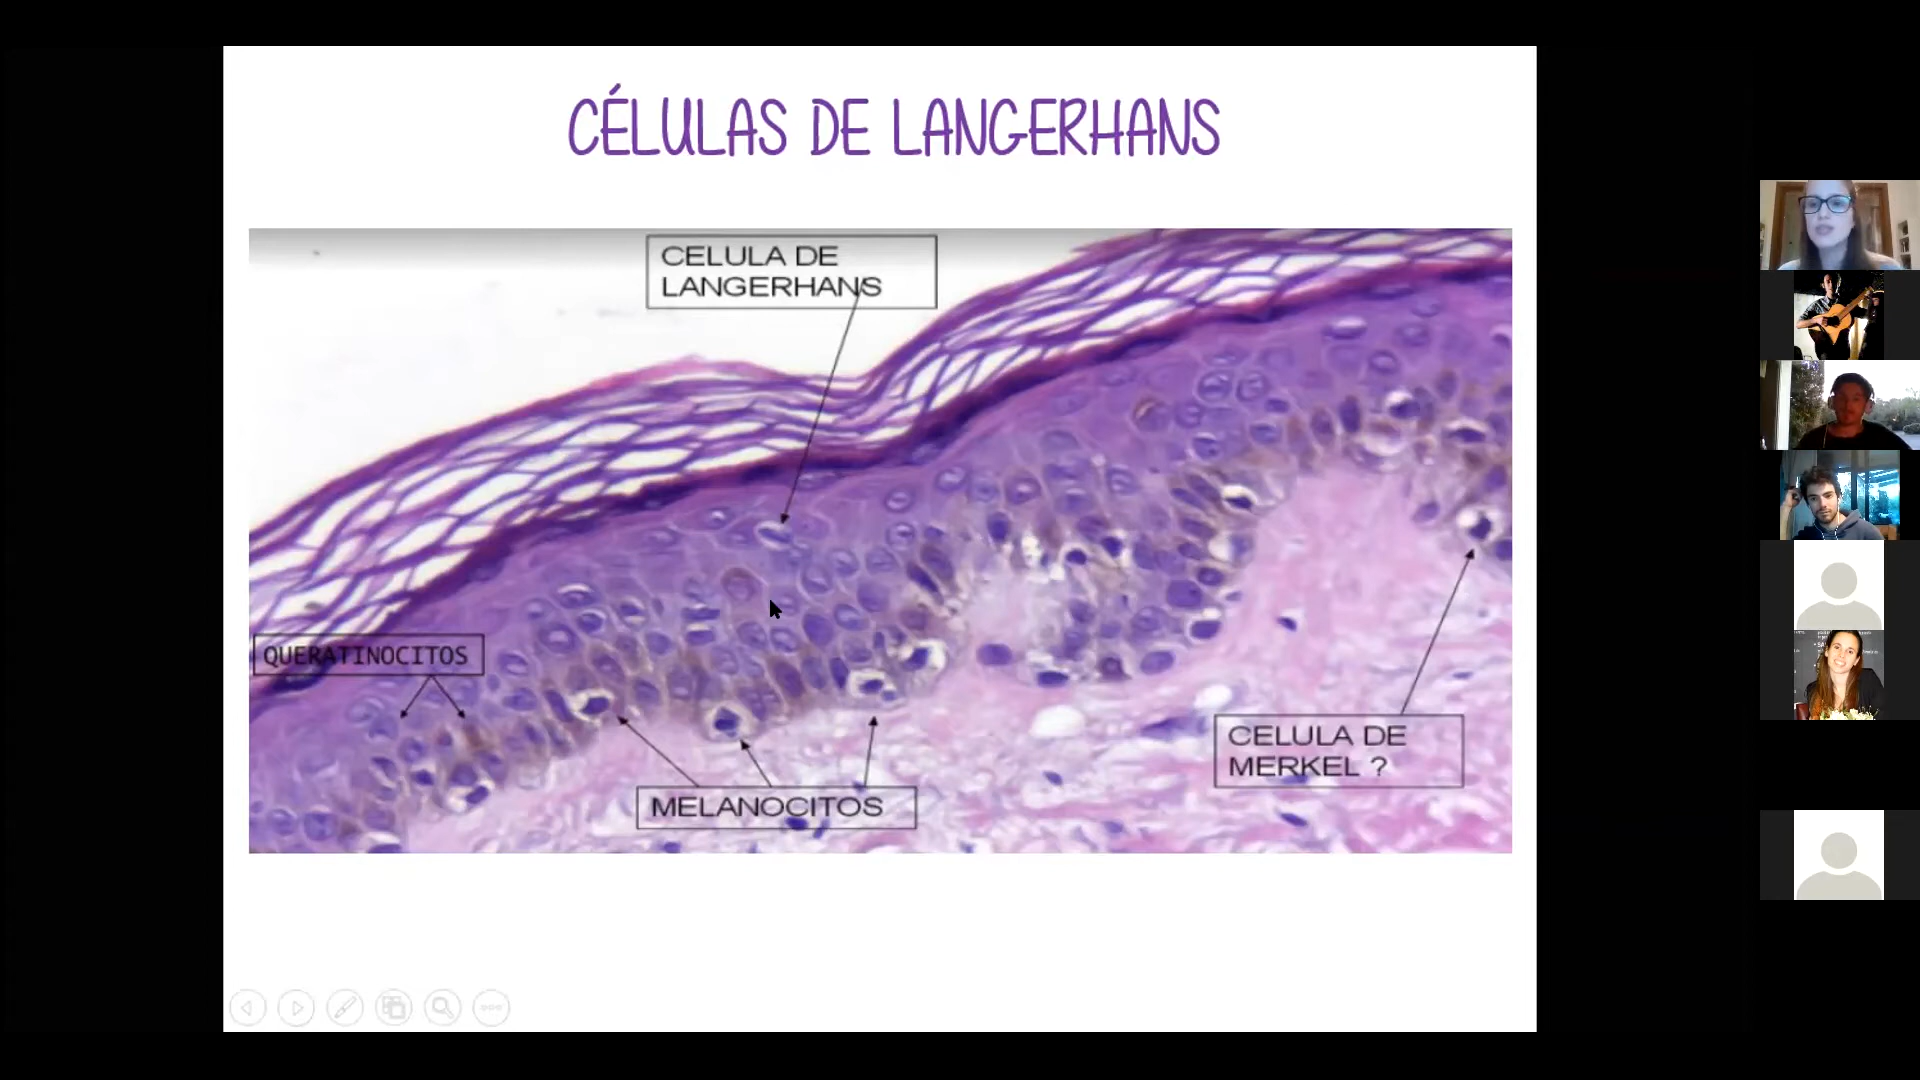 CÉLULAS DE LANGERHANS
CELULA DE
LANGERHANS
QUERATINOCITOS
MELANOCITOS
CELULA DE
MERKEL ?